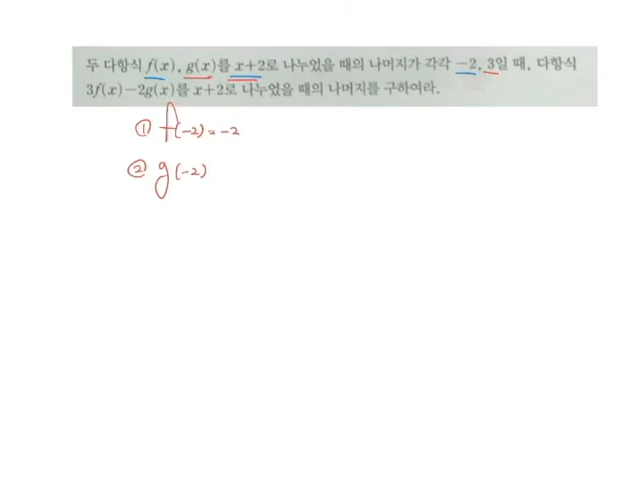 두 다항식 f(x), g(x)를 x+2로 나누었을 때의 나머지가 각각 −2, 3일 때, 다항식
3f(x)−2g(x)를 x+2로 나누었을 때의 나머지를 구하여라.
① f(−2) = −2
② g(−2)